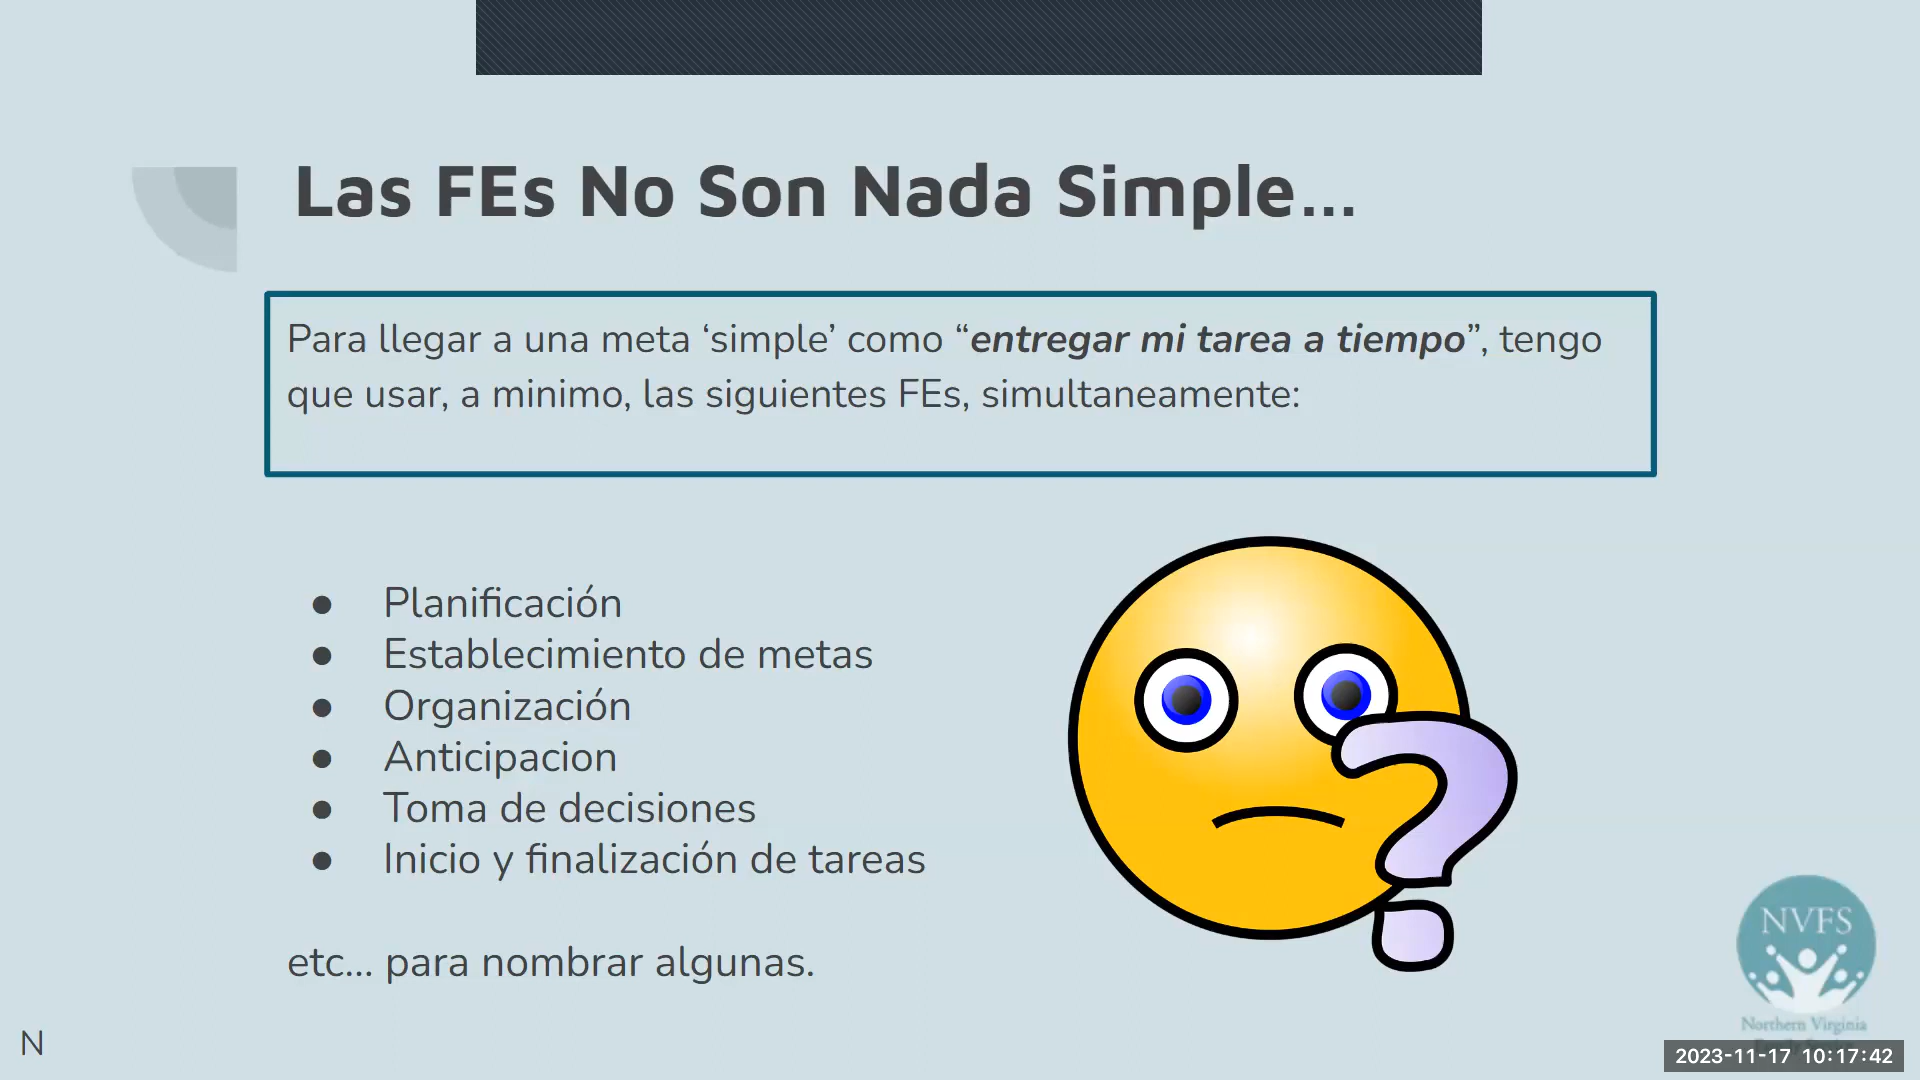 Las FEs No Son Nada Simple...
Para llegar a una meta ‘simple’ como “entregar mi tarea a tiempo”, tengo
que usar, a minimo, las siguientes FEs, simultaneamente:
● Planificación
● Establecimiento de metas
● Organización
● Anticipacion
● Toma de decisiones
● Inicio y finalización de tareas
etc... para nombrar algunas.
NVFS
Northern Virginia
N
2023-11-17 10:17:42